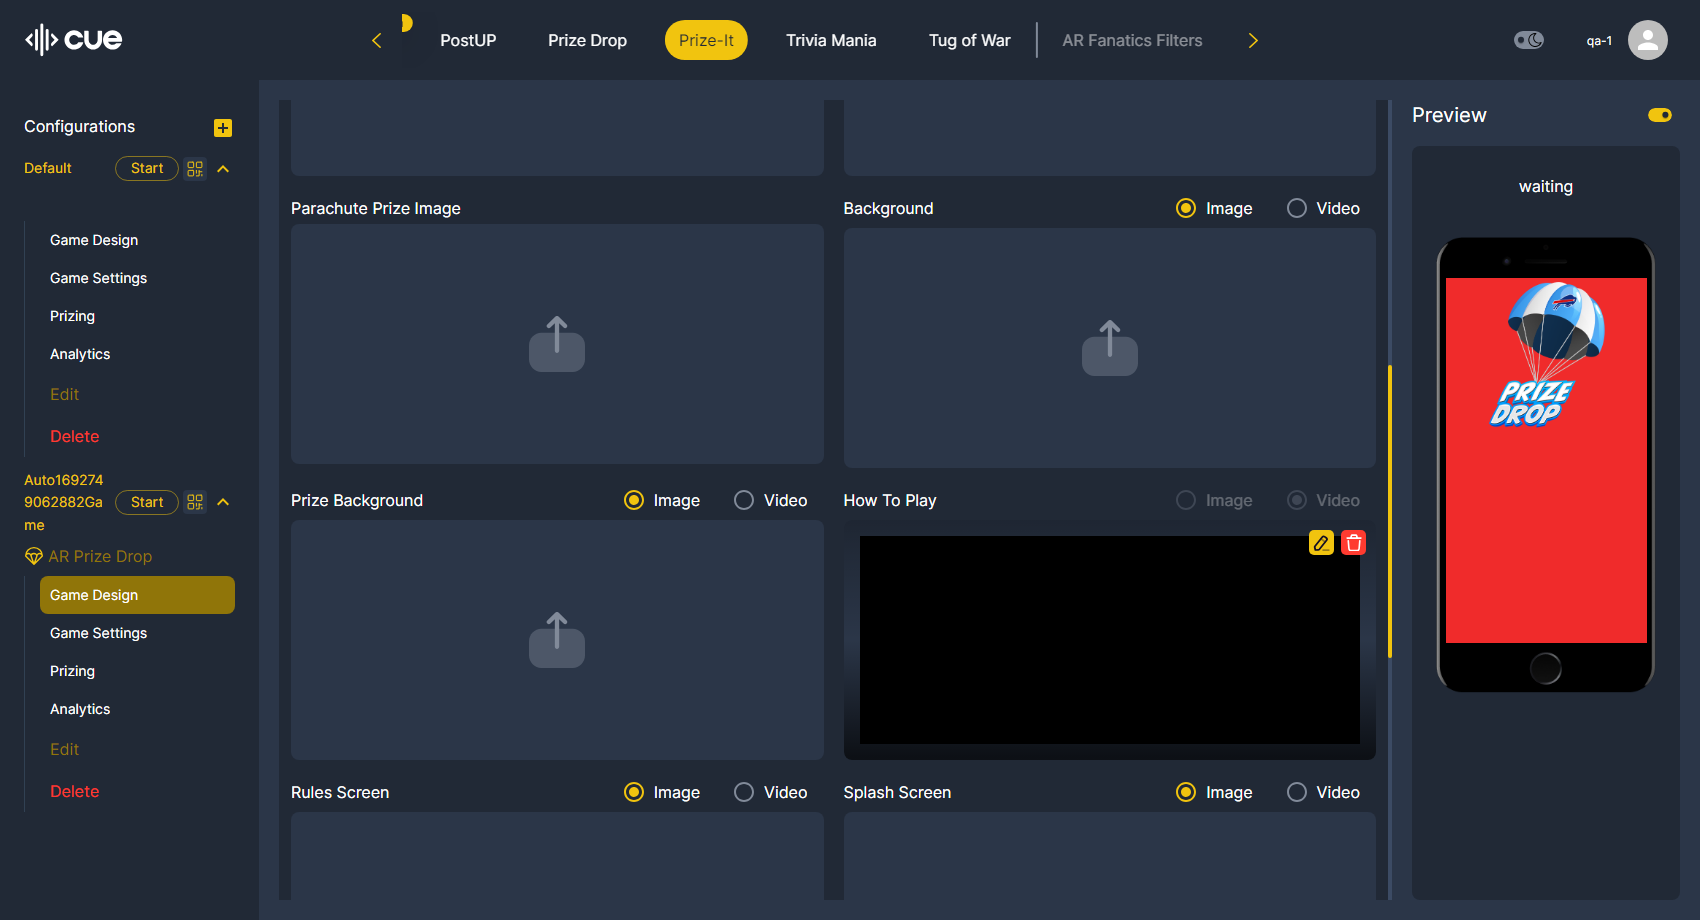 cue
PostUP
Prize Drop
Prize-It
Trivia Mania
Tug of War
AR Fanatics Filters
qa-1
Configurations
Default
Start
Game Design
Game Settings
Prizing
Analytics
Edit
Delete
Auto169274
9062882Ga
me
Start
AR Prize Drop
Game Design
Game Settings
Prizing
Analytics
Edit
Delete
Parachute Prize Image
Background
Image
Video
Prize Background
Image
Video
How To Play
Image
Video
Rules Screen
Image
Video
Splash Screen
Image
Video
Preview
waiting
PRIZE
DROP